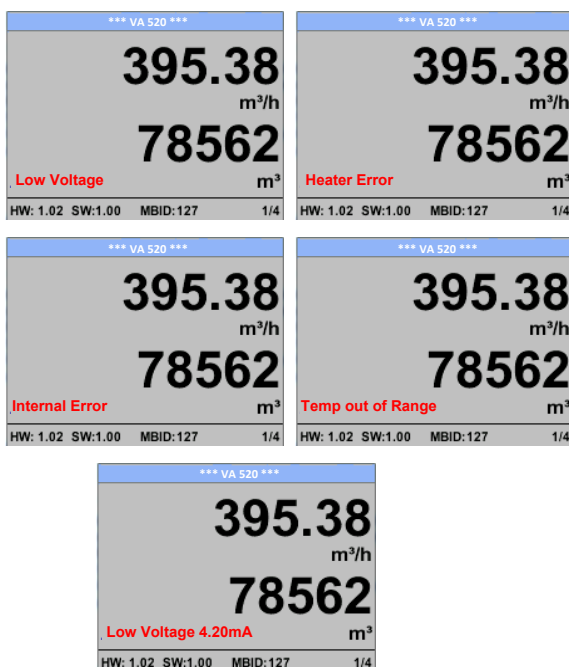 *** VA 520 ***
395.38
m³/h
78562
Low Voltage m³
HW: 1.02 SW:1.00 MBID:127 1/4
*** VA 520 ***
395.38
m³/h
78562
Heater Error m³
HW: 1.02 SW:1.00 MBID:127 1/4
*** VA 520 ***
395.38
m³/h
78562
Internal Error m³
HW: 1.02 SW:1.00 MBID:127 1/4
*** VA 520 ***
395.38
m³/h
78562
Temp out of Range m³
HW: 1.02 SW:1.00 MBID:127 1/4
*** VA 520 ***
395.38
m³/h
78562
Low Voltage 4.20mA m³
HW: 1.02 SW:1.00 MBID:127 1/4